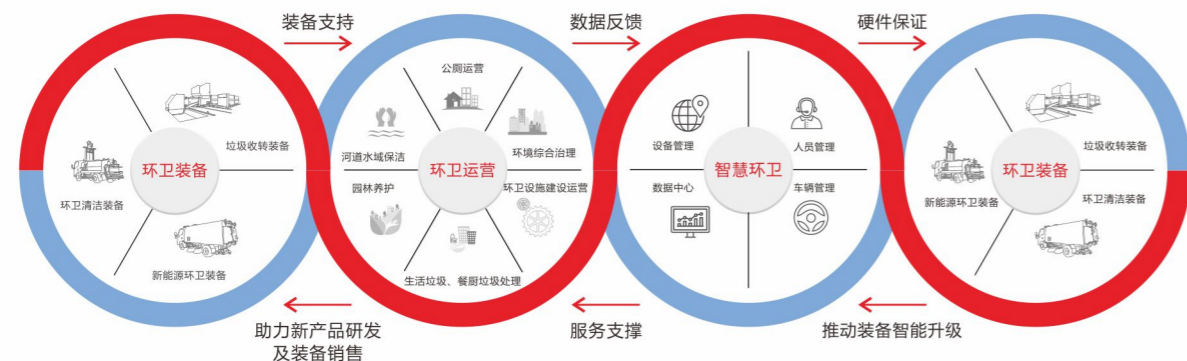 装备支持
数据反馈
硬件保证
垃圾收转装备
环卫装备
环卫清洁装备
新能源环卫装备
公厕运营
河道水域保洁
环境综合治理
环卫运营
园林养护
环卫设施建设运营
生活垃圾、餐厨垃圾处理
设备管理
人员管理
智慧环卫
数据中心
车辆管理
垃圾收转装备
环卫装备
新能源环卫装备
环卫清洁装备
助力新产品研发
及装备销售
服务支撑
推动装备智能升级